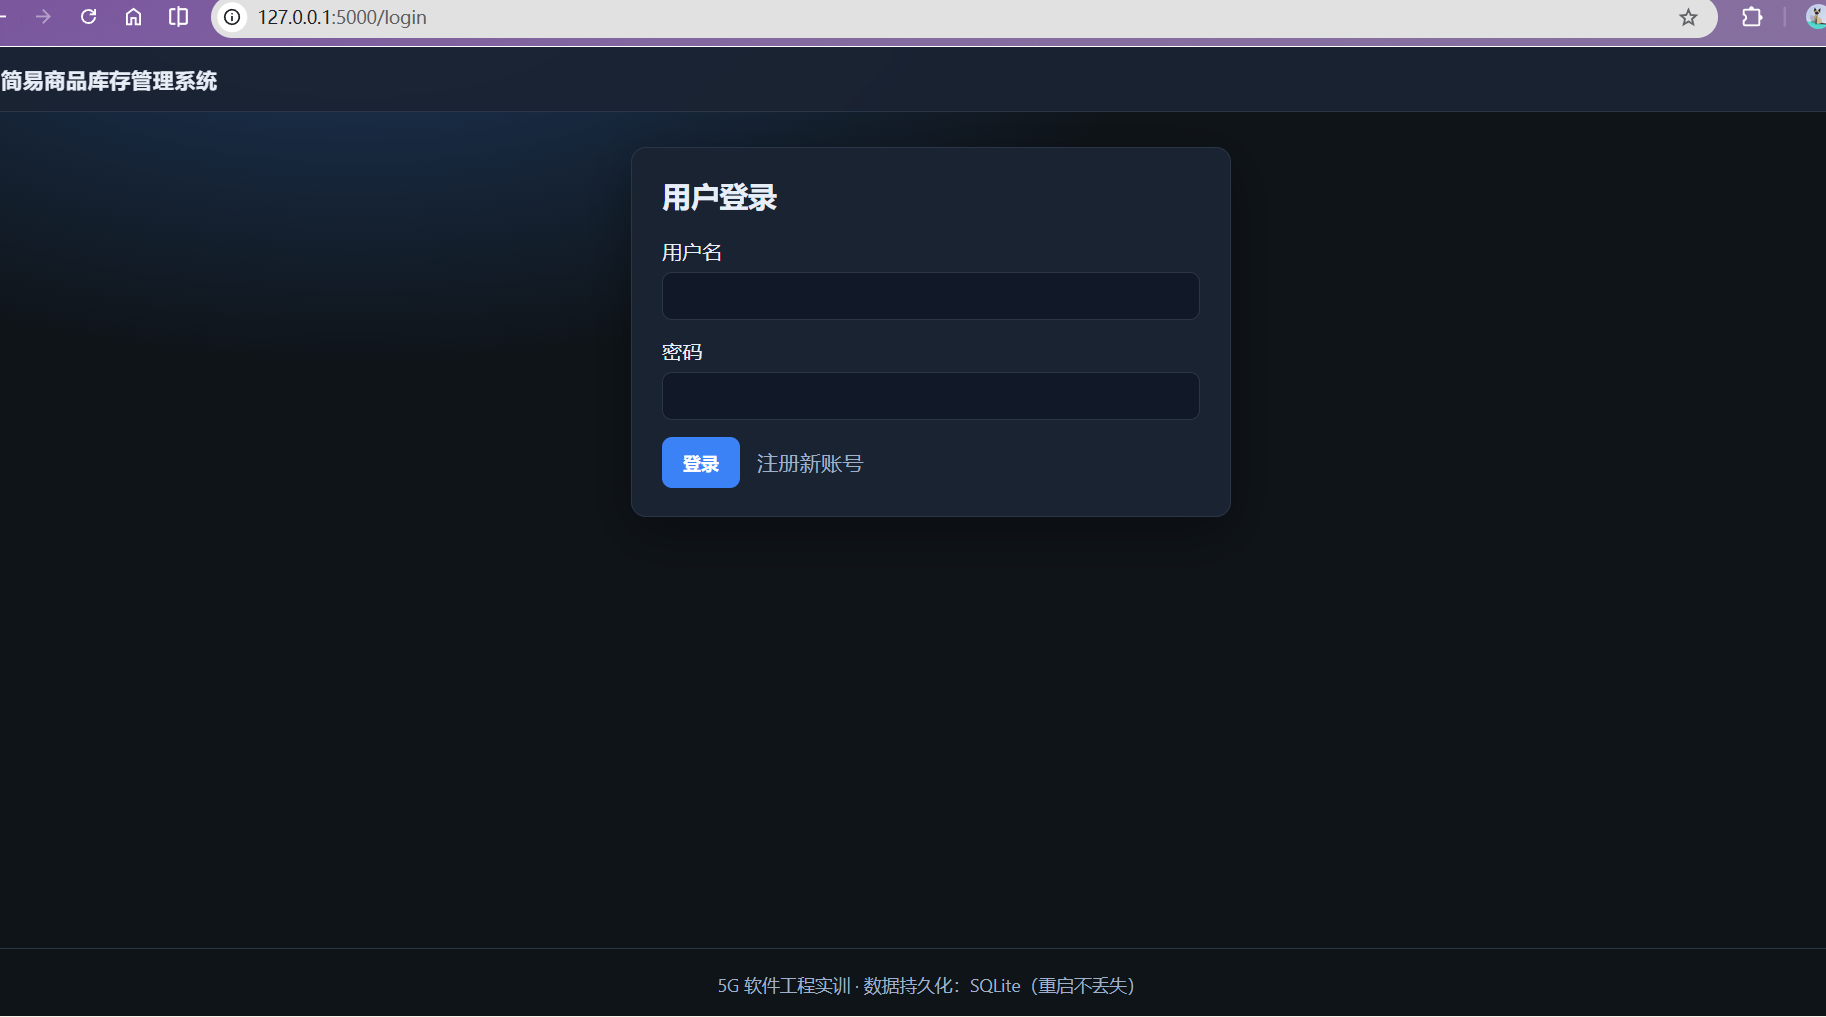 127.0.0.1:5000/login
简易商品库存管理系统
用户登录
用户名
密码
登录 注册新账号
5G 软件工程实训 · 数据持久化：SQLite（重启不丢失）